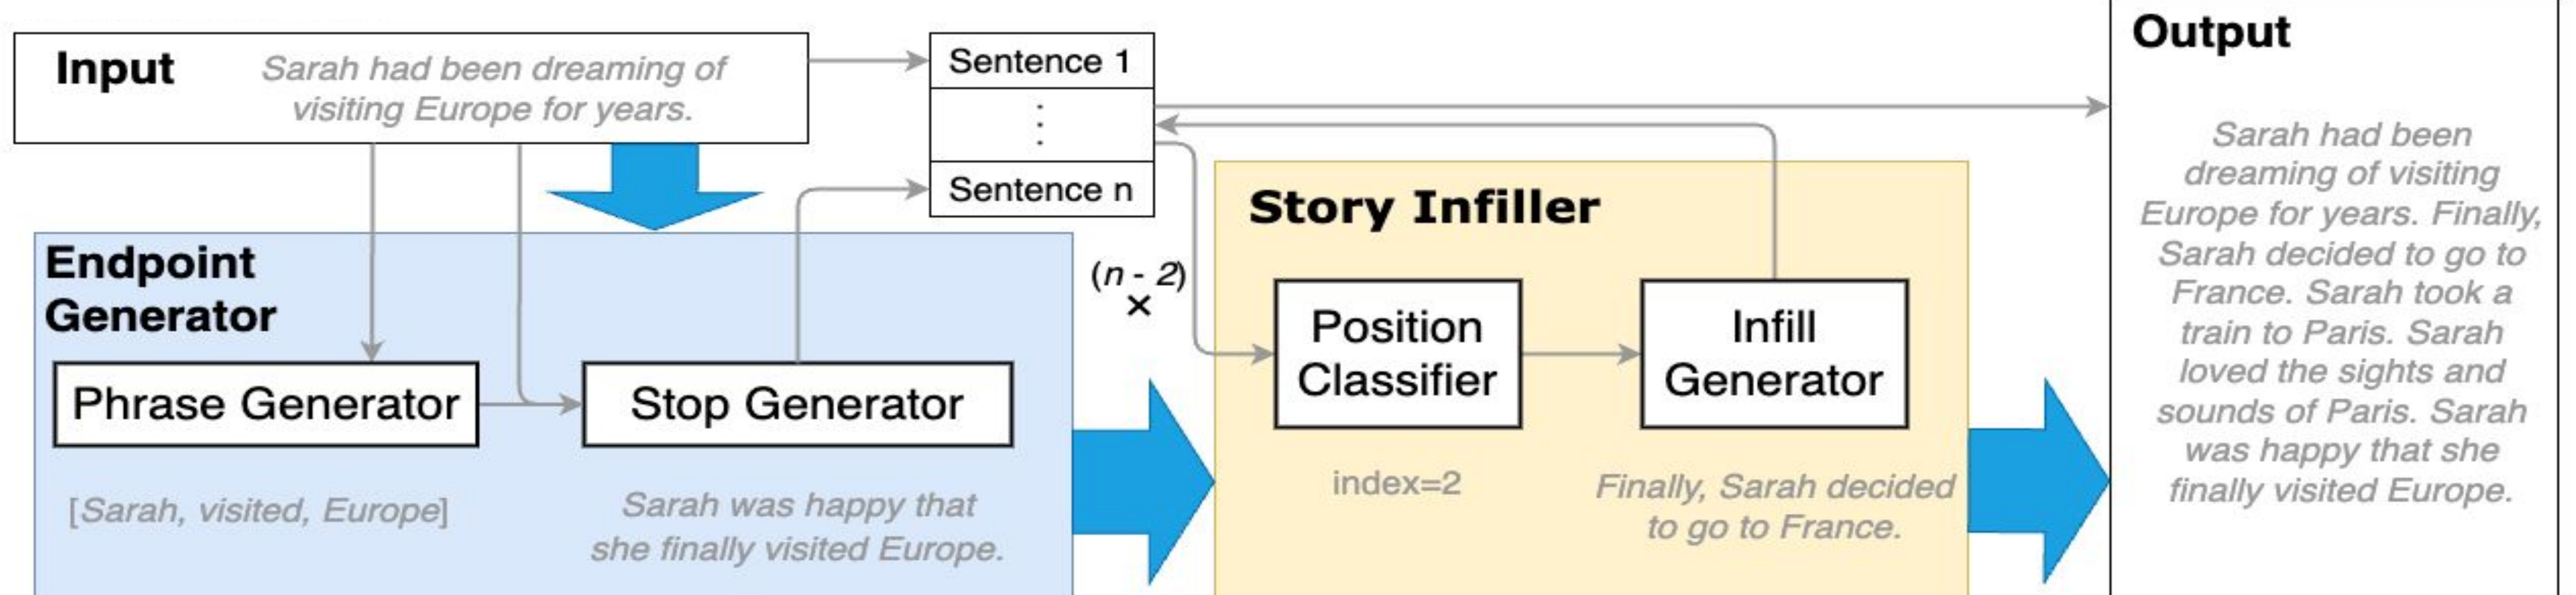 Input
Sarah had been dreaming of
visiting Europe for years.
Sentence 1
⋮
Sentence n
Endpoint
Generator
Phrase Generator
Stop Generator
[Sarah, visited, Europe]
Sarah was happy that
she finally visited Europe.
(n - 2)
×
Story Infiller
Position
Classifier
Infill
Generator
index=2
Finally, Sarah decided
to go to France.
Output
Sarah had been
dreaming of visiting
Europe for years. Finally,
Sarah decided to go to
France. Sarah took a
train to Paris. Sarah
loved the sights and
sounds of Paris. Sarah
was happy that she
finally visited Europe.